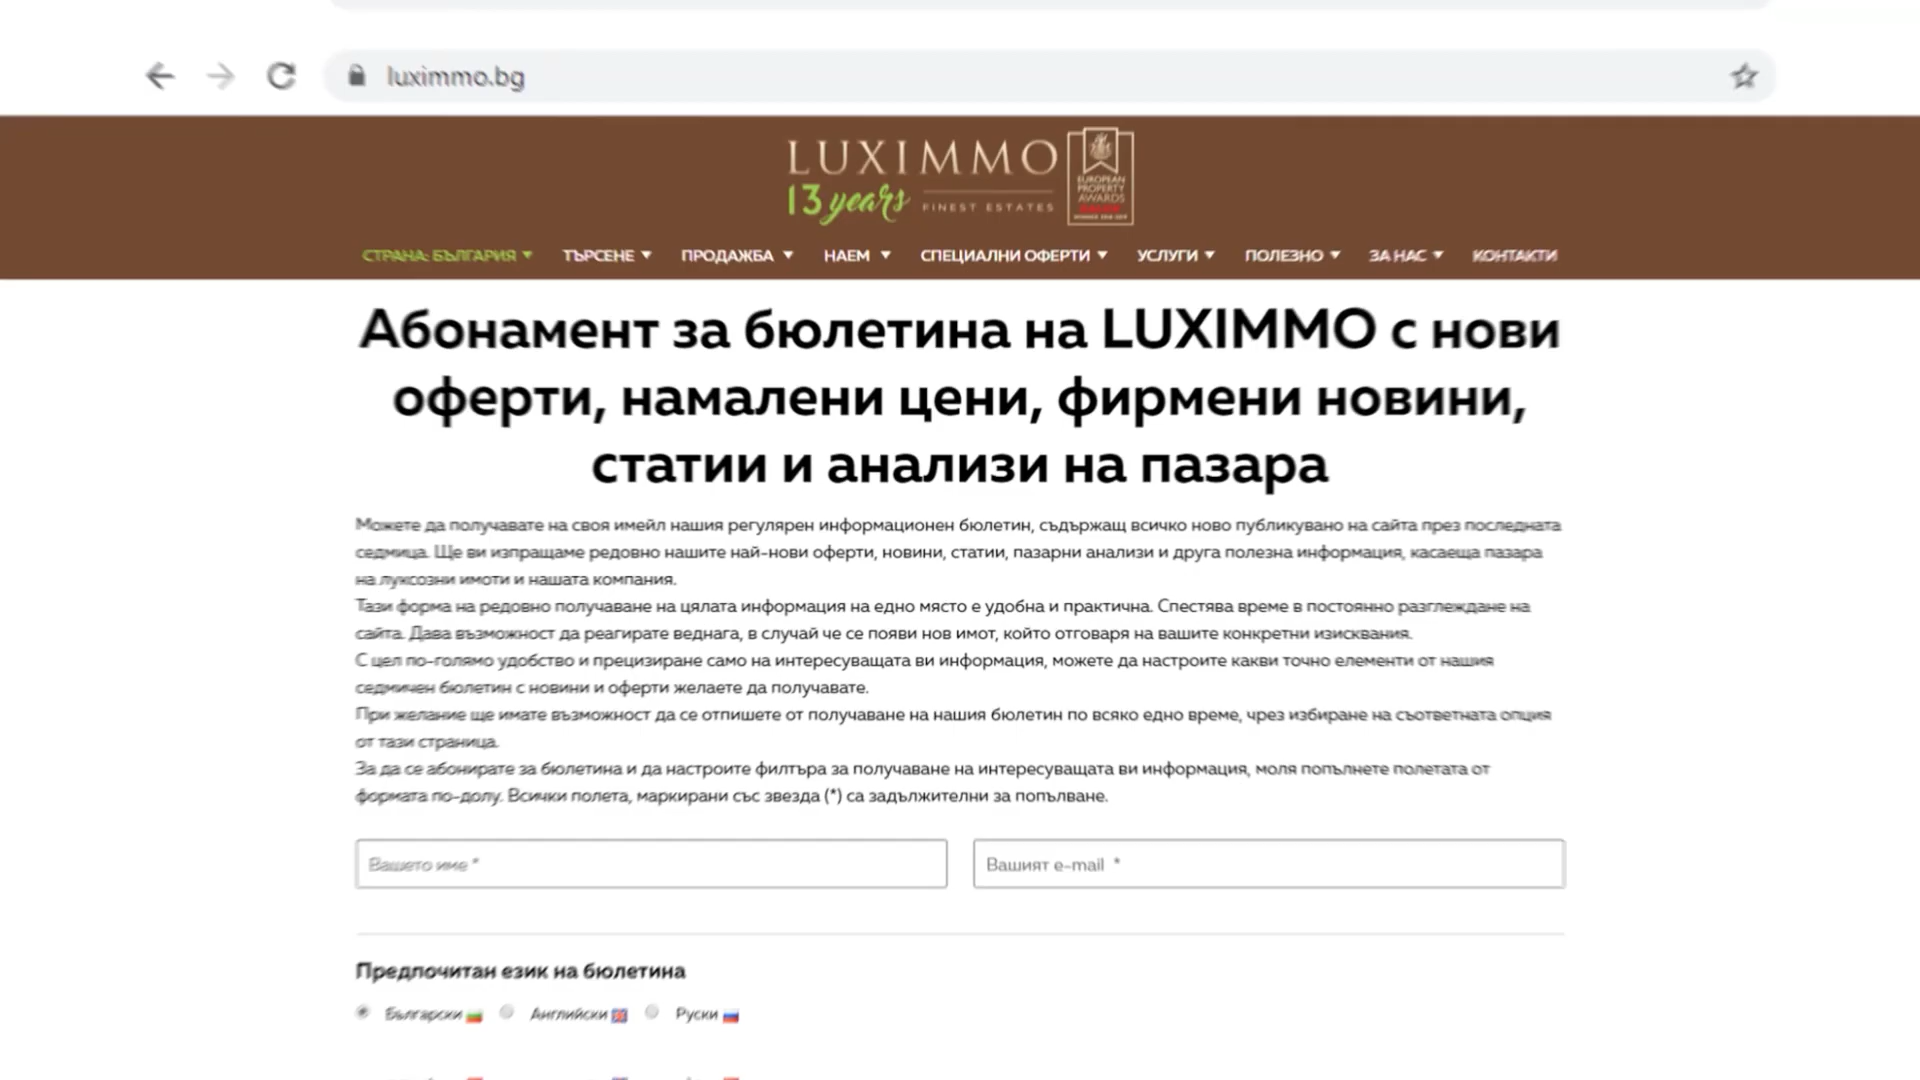 luximmo.bg
LUXIMMO
13 years FINEST ESTATES
EUROPEAN
PROPERTY
AWARDS
СТРАНА: БЪЛГАРИЯ ТЪРСЕНЕ ПРОДАЖБА НАЕМ СПЕЦИАЛНИ ОФЕРТИ УСЛУГИ ПОЛЕЗНО ЗА НАС КОНТАКТИ
Абонамент за бюлетина на LUXIMMO с нови
оферти, намалени цени, фирмени новини,
статии и анализи на пазара
Можете да получавате на своя имейл нашия регулярен информационен бюлетин, съдържащ всичко ново публикувано на сайта през последната
седмица. Ще ви изпращаме редовно нашите най-нови оферти, новини, статии, пазарни анализи и друга полезна информация, касаеща пазара
на луксозни имоти и нашата компания.
Тази форма на редовно получаване на цялата информация на едно място е удобна и практична. Спестява време в постоянно разглеждане на
сайта. Дава възможност да реагирате веднага, в случай че се появи нов имот, който отговаря на вашите конкретни изисквания.
С цел по-голямо удобство и прецизиране само на интересуващата ви информация, можете да настроите какви точно елементи от нашия
седмичен бюлетин с новини и оферти желаете да получавате.
При желание ще имате възможност да се отпишете от получаване на нашия бюлетин по всяко едно време, чрез избиране на съответната опция
от тази страница.
За да се абонирате за бюлетина и да настроите филтъра за получаване на интересуващата ви информация, моля попълнете полетата от
формата по-долу. Всички полета, маркирани със звезда (*) са задължителни за попълване.
Вашето име * Вашият e-mail *
Предпочитан език на бюлетина
Български Английски Руски